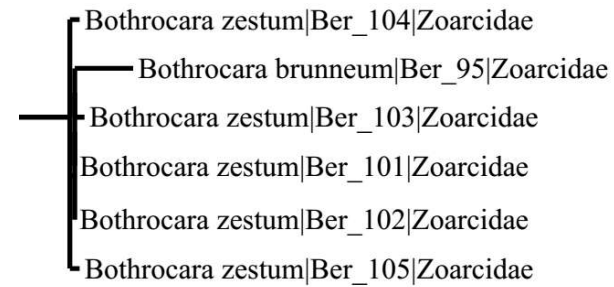 Bothrocara zestum|Ber_104|Zoarcidae
Bothrocara brunneum|Ber_95|Zoarcidae
Bothrocara zestum|Ber_103|Zoarcidae
Bothrocara zestum|Ber_101|Zoarcidae
Bothrocara zestum|Ber_102|Zoarcidae
Bothrocara zestum|Ber_105|Zoarcidae